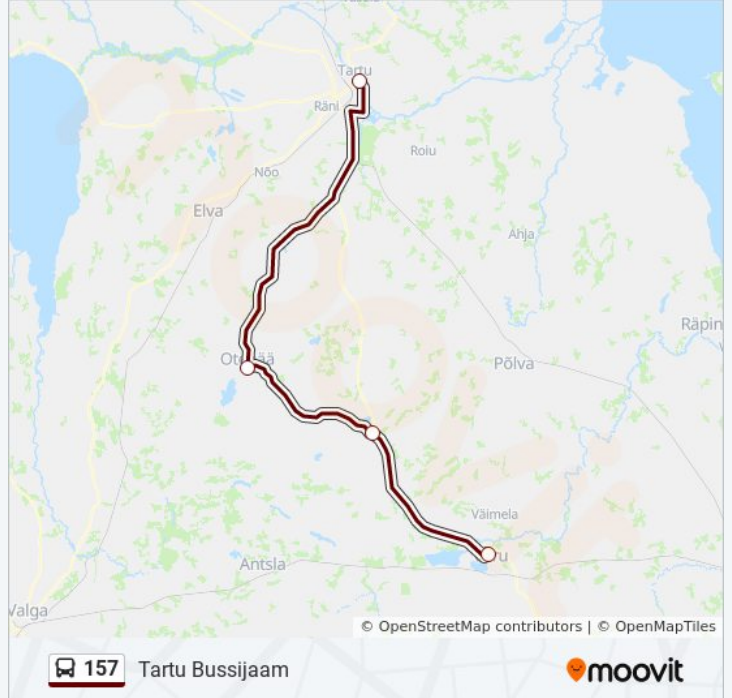 Tartu
Räni
Roiu
Nõo
Elva
Ahja
Räpin
Põlva
Väimela
Antsla
Valga
© OpenStreetMap contributors | © OpenMapTiles
157 Tartu Bussijaam
moovit